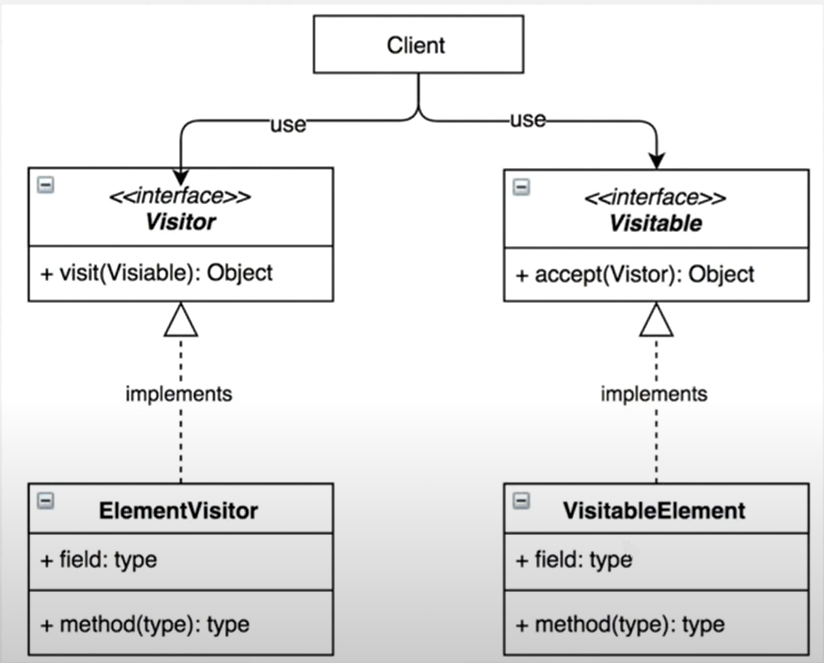 Client
use
use
<<interface>>
Visitor
+ visit(Visiable): Object
<<interface>>
Visitable
+ accept(Vistor): Object
implements
implements
ElementVisitor
+ field: type
+ method(type): type
VisitableElement
+ field: type
+ method(type): type